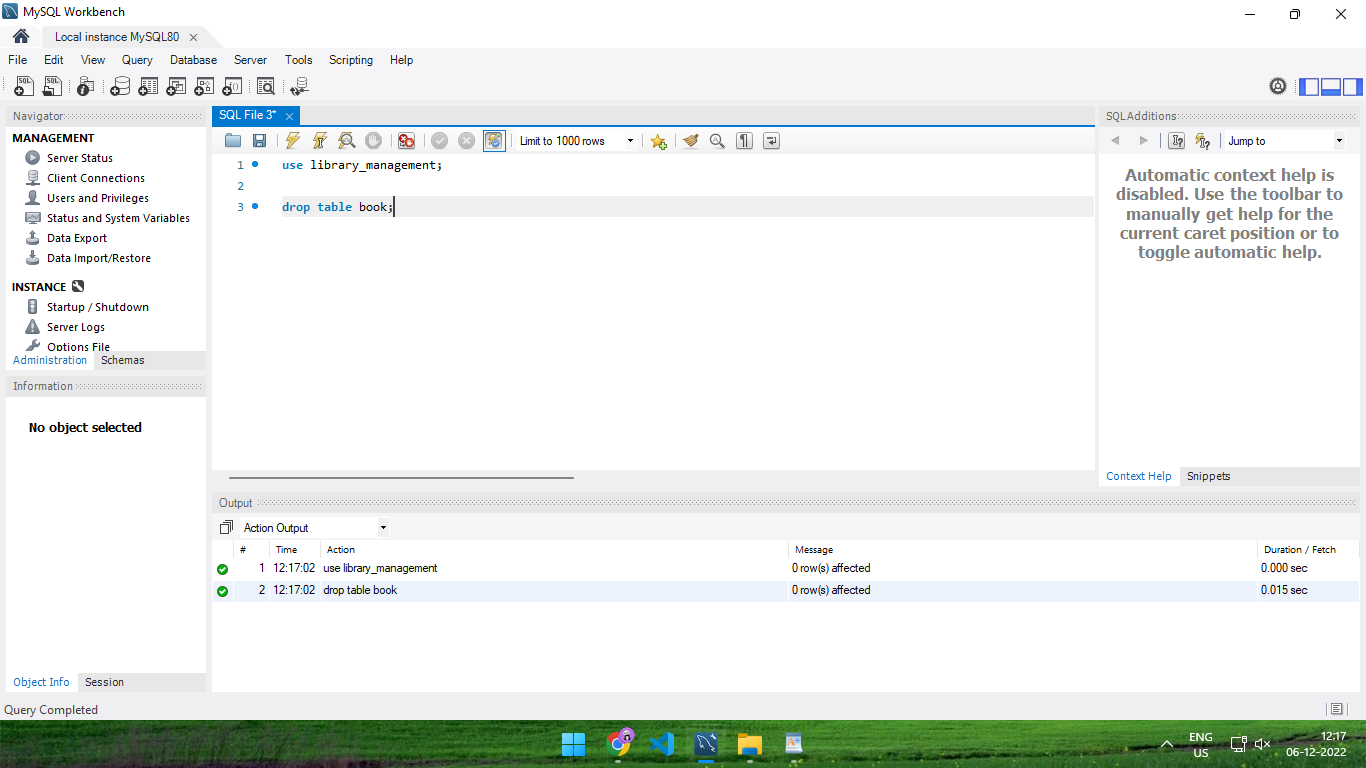 MySQL Workbench
Local instance MySQL80
File Edit View Query Database Server Tools Scripting Help
Navigator
MANAGEMENT
Server Status
Client Connections
Users and Privileges
Status and System Variables
Data Export
Data Import/Restore
INSTANCE
Startup / Shutdown
Server Logs
Options File
Administration Schemas
Information
No object selected
Object Info Session
SQL File 3*
Limit to 1000 rows
1 use library_management;
2
3 drop table book;
SQLAdditions
Jump to
Automatic context help is
disabled. Use the toolbar to
manually get help for the
current caret position or to
toggle automatic help.
Context Help Snippets
Output
Action Output
# Time Action Message Duration / Fetch
1 12:17:02 use library_management 0 row(s) affected 0.000 sec
2 12:17:02 drop table book 0 row(s) affected 0.015 sec
Query Completed
ENG
US
12:17
06-12-2022